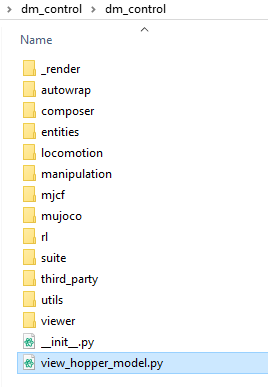 dm_control > dm_control
Name
_render
autowrap
composer
entities
locomotion
manipulation
mjcf
mujoco
rl
suite
third_party
utils
viewer
__init__.py
view_hopper_model.py